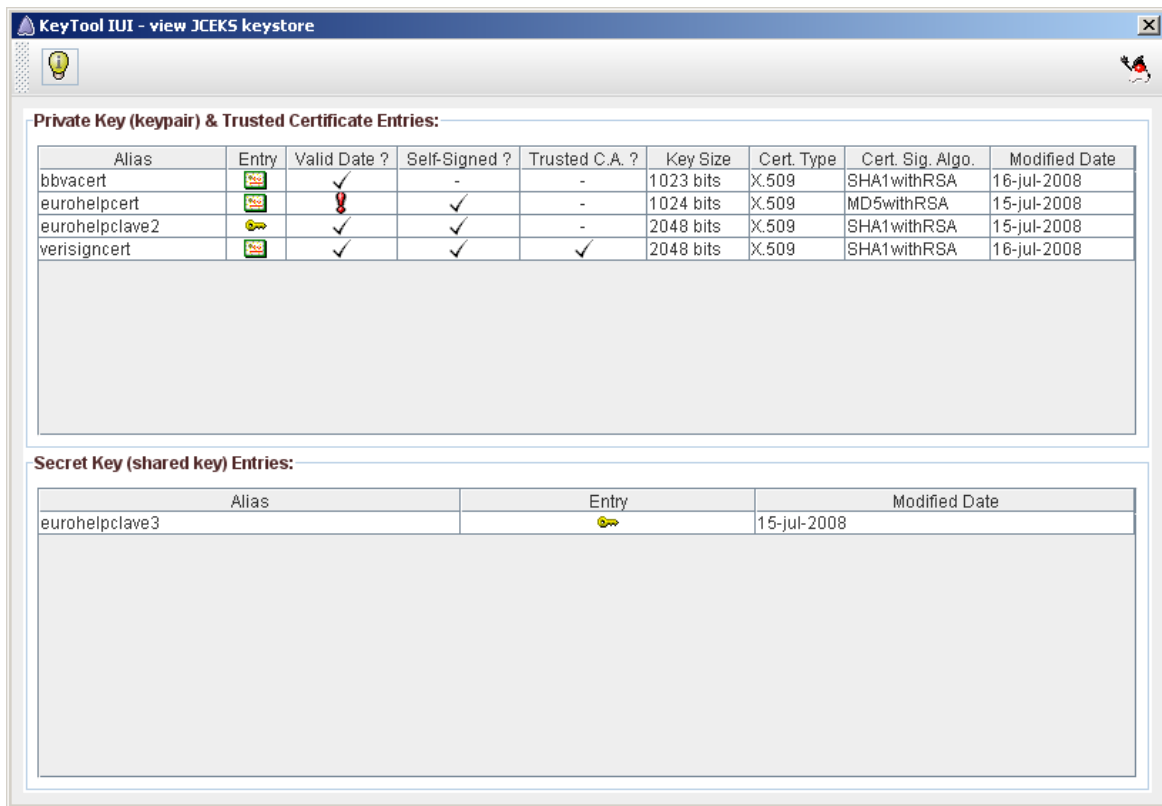 KeyTool IUI - view JCEKS keystore
Private Key (keypair) & Trusted Certificate Entries:
Alias Entry Valid Date ? Self-Signed ? Trusted C.A. ? Key Size Cert. Type Cert. Sig. Algo. Modified Date
bbvacert - - 1023 bits X.509 SHA1withRSA 16-jul-2008
eurohelpcert - 1024 bits X.509 MD5withRSA 15-jul-2008
eurohelpclave2 - 2048 bits X.509 SHA1withRSA 15-jul-2008
verisigncert 2048 bits X.509 SHA1withRSA 16-jul-2008
Secret Key (shared key) Entries:
Alias Entry Modified Date
eurohelpclave3 15-jul-2008